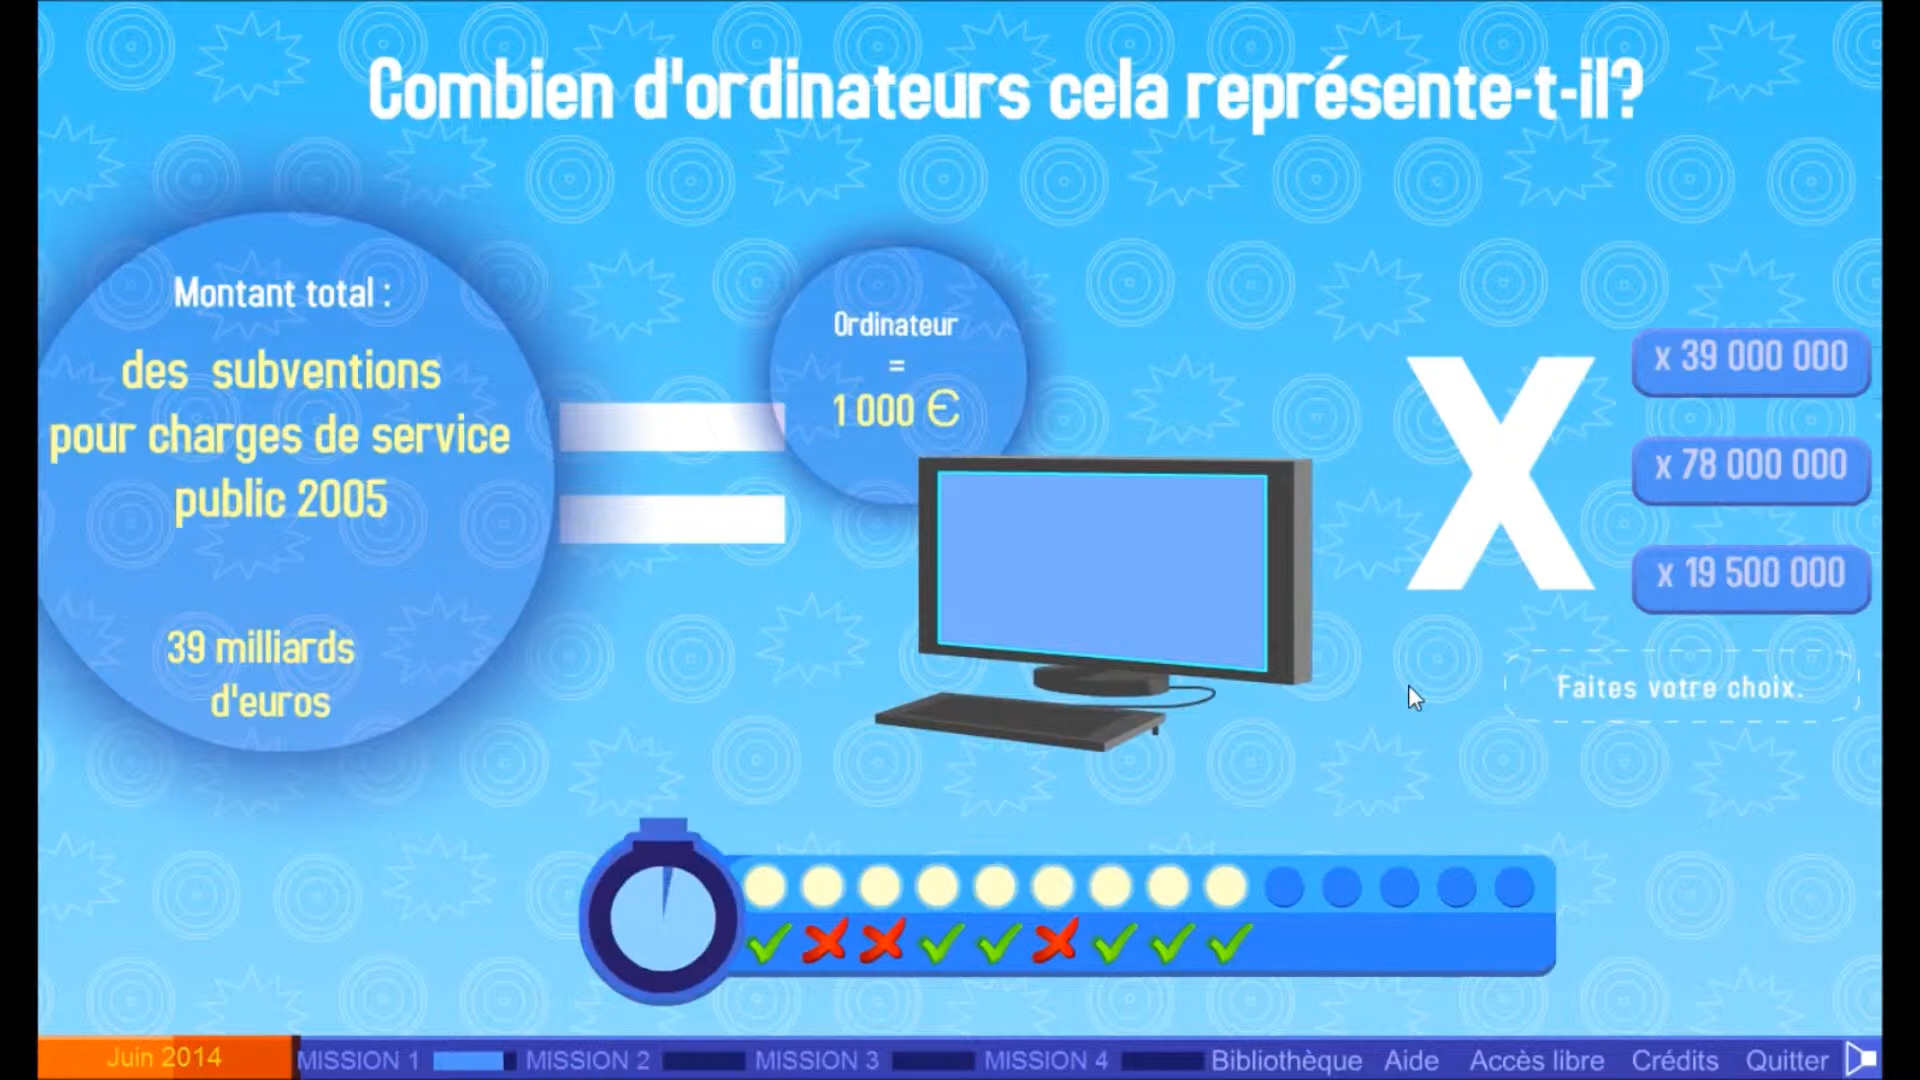 Combien d'ordinateurs cela représente-t-il?
Montant total :
des subventions
pour charges de service
public 2005
39 milliards
d'euros
Ordinateur
=
1 000 €
X
x 39 000 000
x 78 000 000
x 19 500 000
Faites votre choix.
Juin 2014 MISSION 1 MISSION 2 MISSION 3 MISSION 4 Bibliothèque Aide Accès libre Crédits Quitter